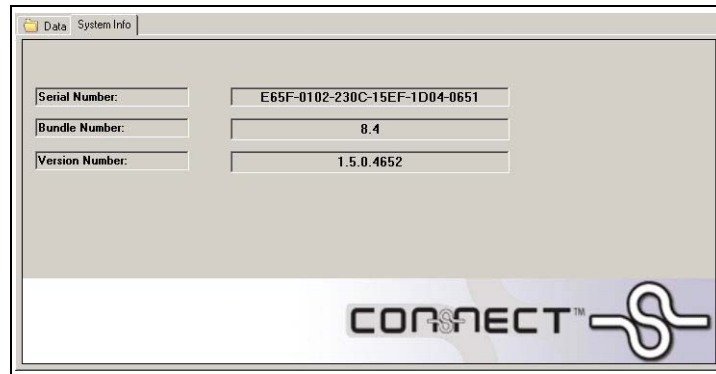 Data System Info
Serial Number: E65F-0102-230C-15EF-1D04-0651
Bundle Number: 8.4
Version Number: 1.5.0.4652
CONNECT™